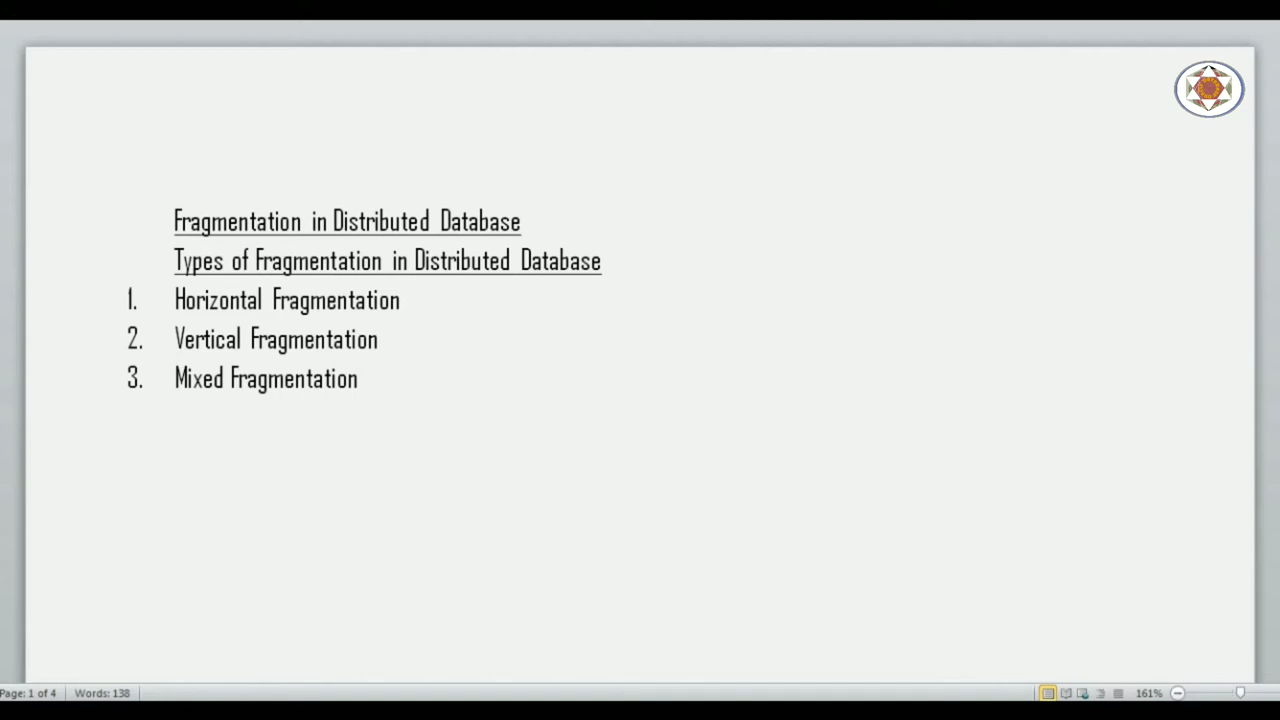 Fragmentation in Distributed Database
Types of Fragmentation in Distributed Database
1. Horizontal Fragmentation
2. Vertical Fragmentation
3. Mixed Fragmentation
Page: 1 of 4 Words: 138 161%